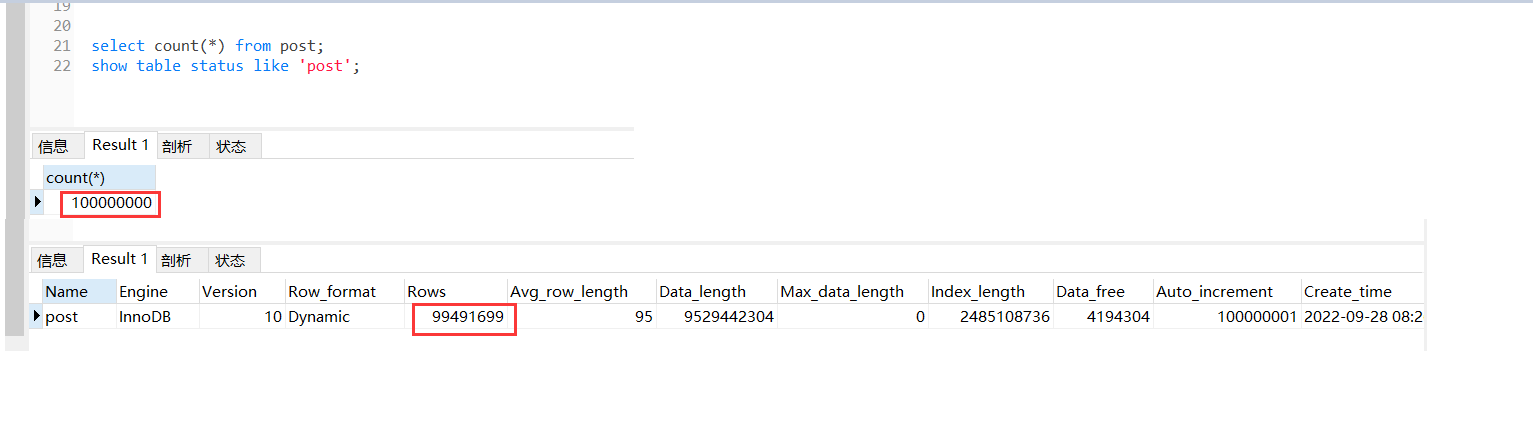 19
20
21 select count(*) from post;
22 show table status like 'post';
信息 Result 1 剖析 状态
count(*)
100000000
信息 Result 1 剖析 状态
Name Engine Version Row_format Rows Avg_row_length Data_length Max_data_length Index_length Data_free Auto_increment Create_time
post InnoDB 10 Dynamic 99491699 95 9529442304 0 2485108736 4194304 100000001 2022-09-28 08:2